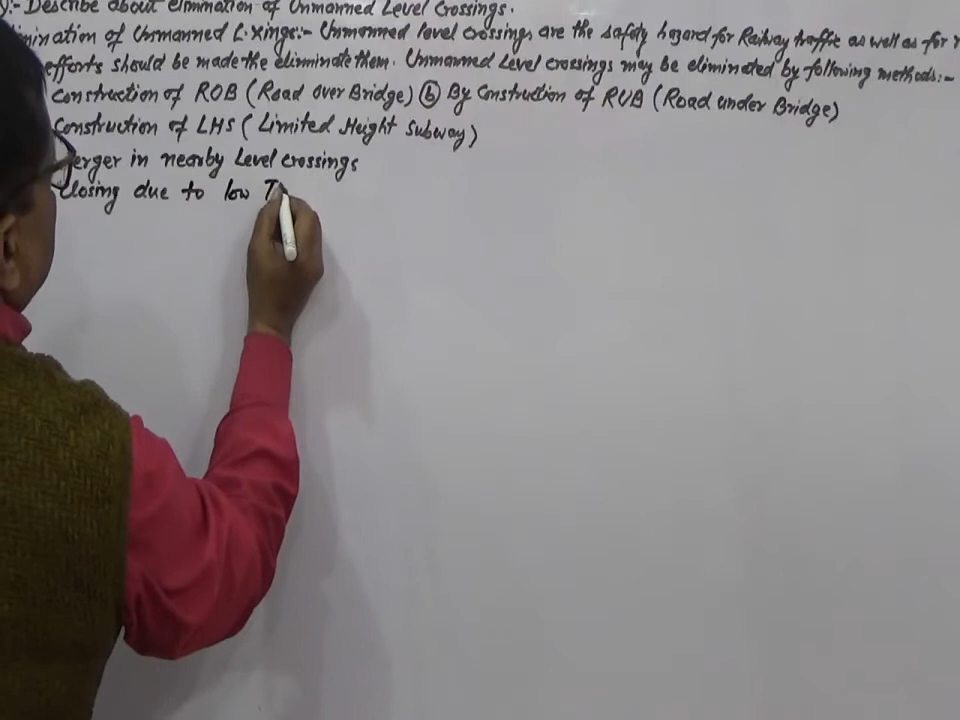 :- Describe about elimination of Unmanned Level Crossings.
mination of Unmanned L. Xings:- Unmanned level crossings are the safety hazard for Railway traffic as well as for r
efforts should be made the elinminate them. Unmanned Level crossings may be eliminated by following methods:-
Construction of ROB (Road Over Bridge) (b) By Construction of RUB (Road under Bridge)
Construction of LHS (Limited Height Subway)
erger in nearby Level crossings
Closing due to low T